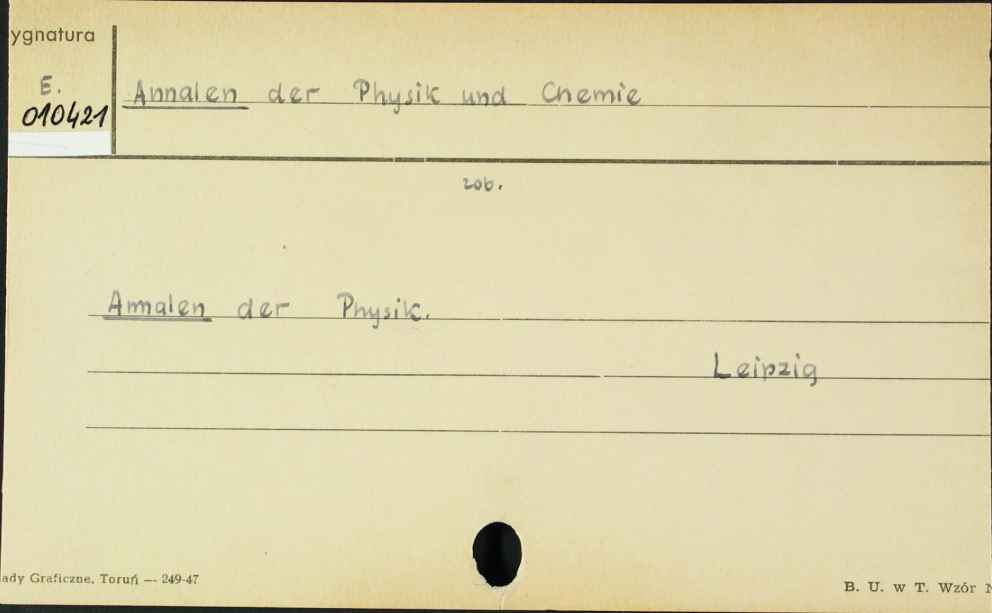 ygnatura
E.
010421
Annalen der Physik und Chemie
zob.
Annalen der Physik.
Leipzig
ady Graficzne, Toruń — 249-47
B. U. w T. Wzór N